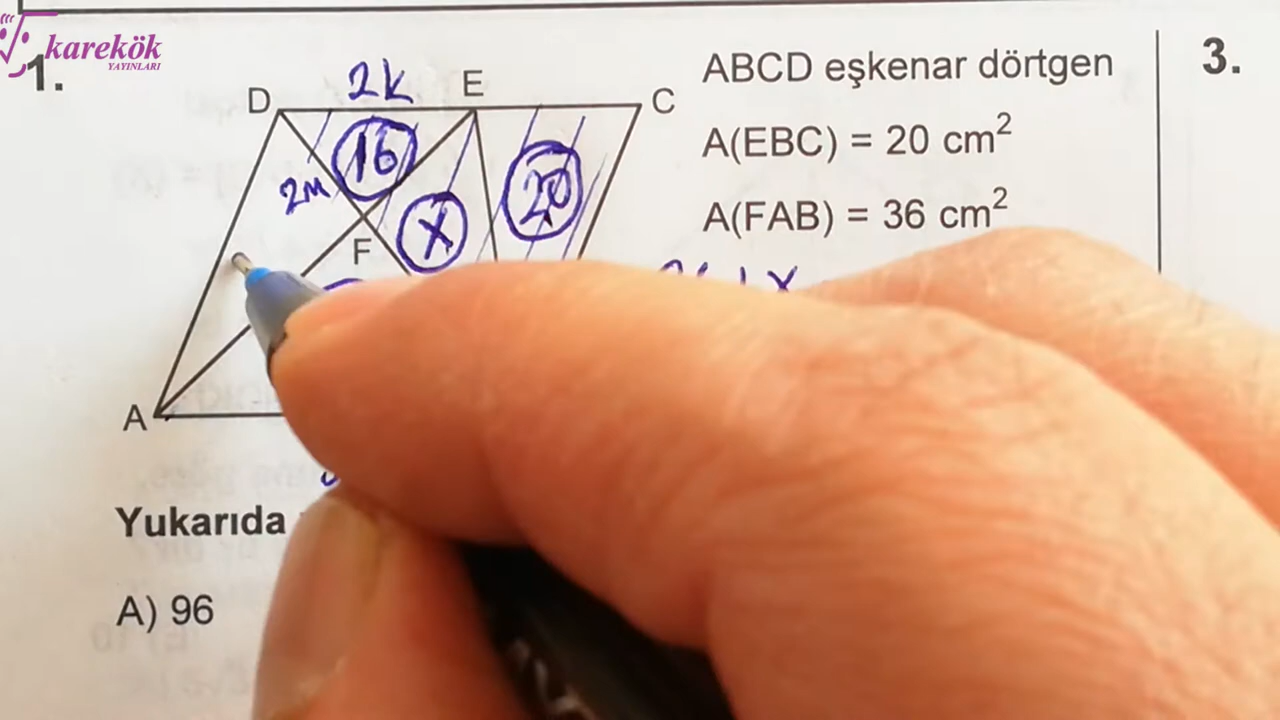 karekök
YAYINLARI
1.
D
2k
E
C
16
20
2m
X
F
A
ABCD eşkenar dörtgen
A(EBC) = 20 cm²
A(FAB) = 36 cm²
Yukarıda
A) 96
3.